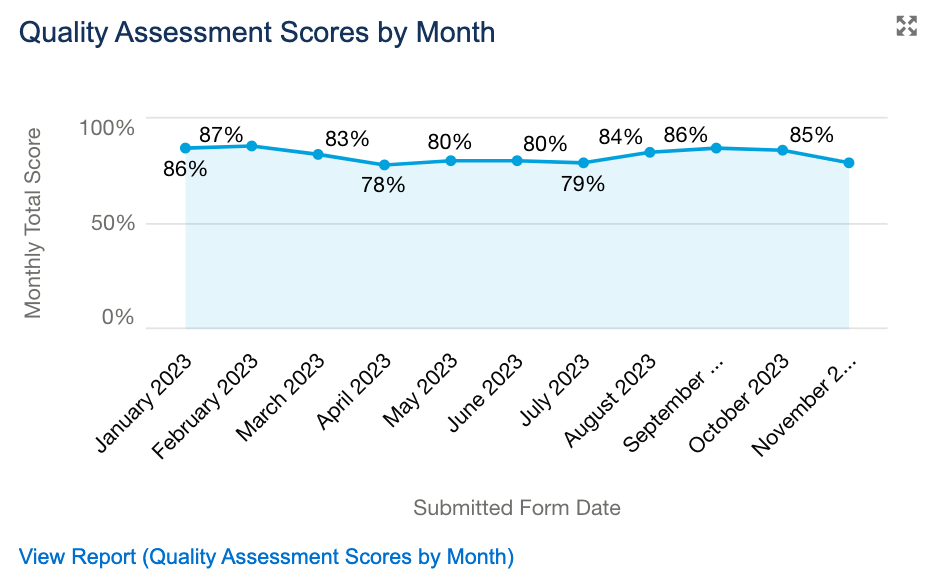 Quality Assessment Scores by Month
Monthly Total Score
100%
50%
0%
86%
87%
83%
78%
80%
80%
79%
84%
86%
85%
January 2023
February 2023
March 2023
April 2023
May 2023
June 2023
July 2023
August 2023
September ...
October 2023
November 2...
Submitted Form Date
View Report (Quality Assessment Scores by Month)